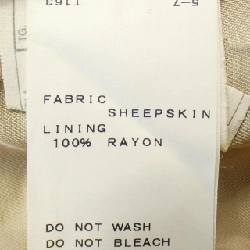 FABRIC
SHEEPSKIN
LINING
100% RAYON
DO NOT WASH
DO NOT BLEACH